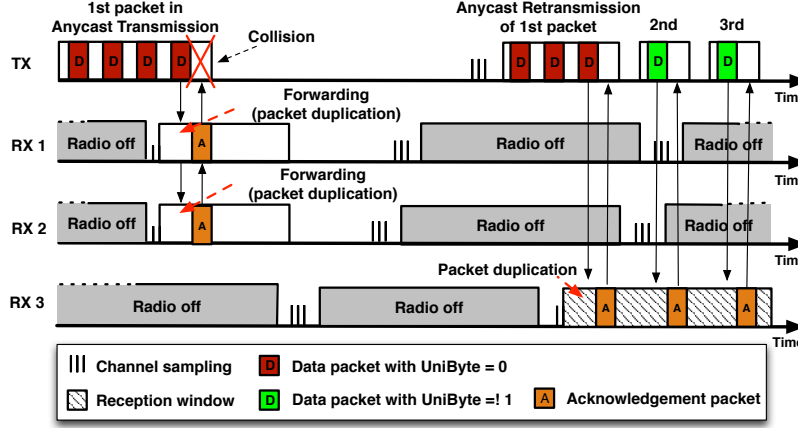 1st packet in
Anycast Transmission
Anycast Retransmission
of 1st packet
2nd
3rd
Collision
TX
D D D D D D D D D
Time
Forwarding
(packet duplication)
RX 1
Radio off
A
Radio off
Radio off
Time
Forwarding
(packet duplication)
RX 2
Radio off
A
Radio off
Radio off
Time
Packet duplication
RX 3
Radio off
Radio off
A A A
Time
Channel sampling
D Data packet with UniByte = 0
Reception window
D Data packet with UniByte =! 1
A Acknowledgement packet